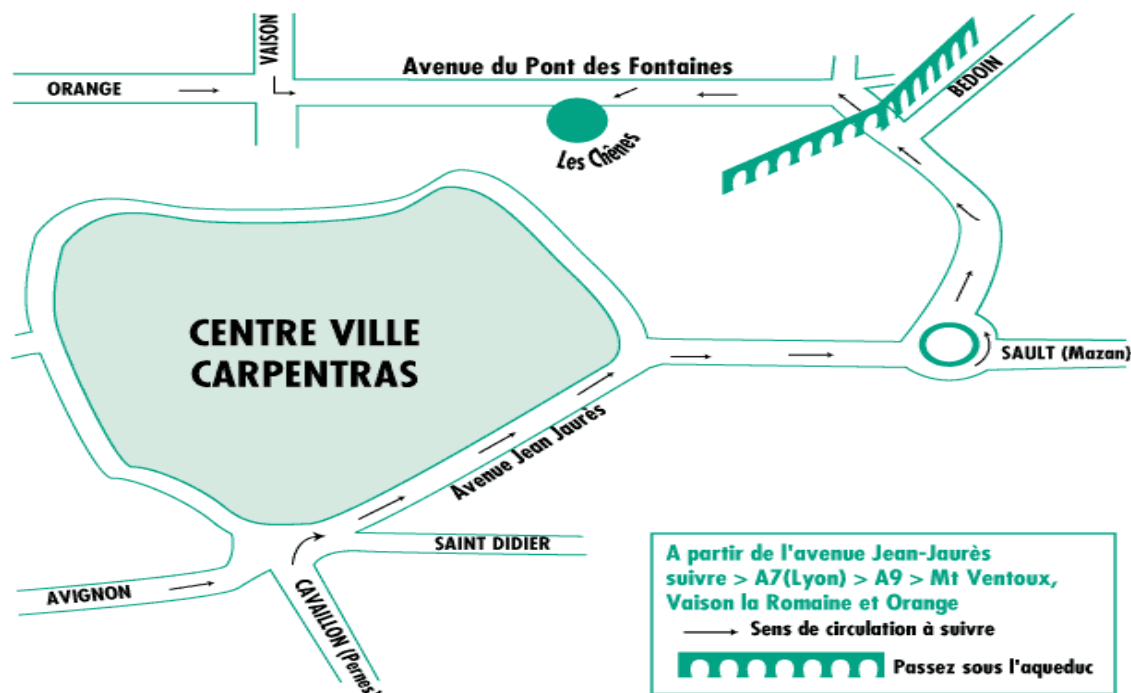 VAISON
Avenue du Pont des Fontaines
ORANGE
BEDOIN
Les Chênes
CENTRE VILLE
CARPENTRAS
SAULT (Mazan)
Avenue Jean Jaurès
SAINT DIDIER
AVIGNON
CAVAILLON (Pernes)
A partir de l'avenue Jean-Jaurès
suivre > A7(Lyon) > A9 > Mt Ventoux,
Vaison la Romaine et Orange
Sens de circulation à suivre
Passez sous l'aqueduc